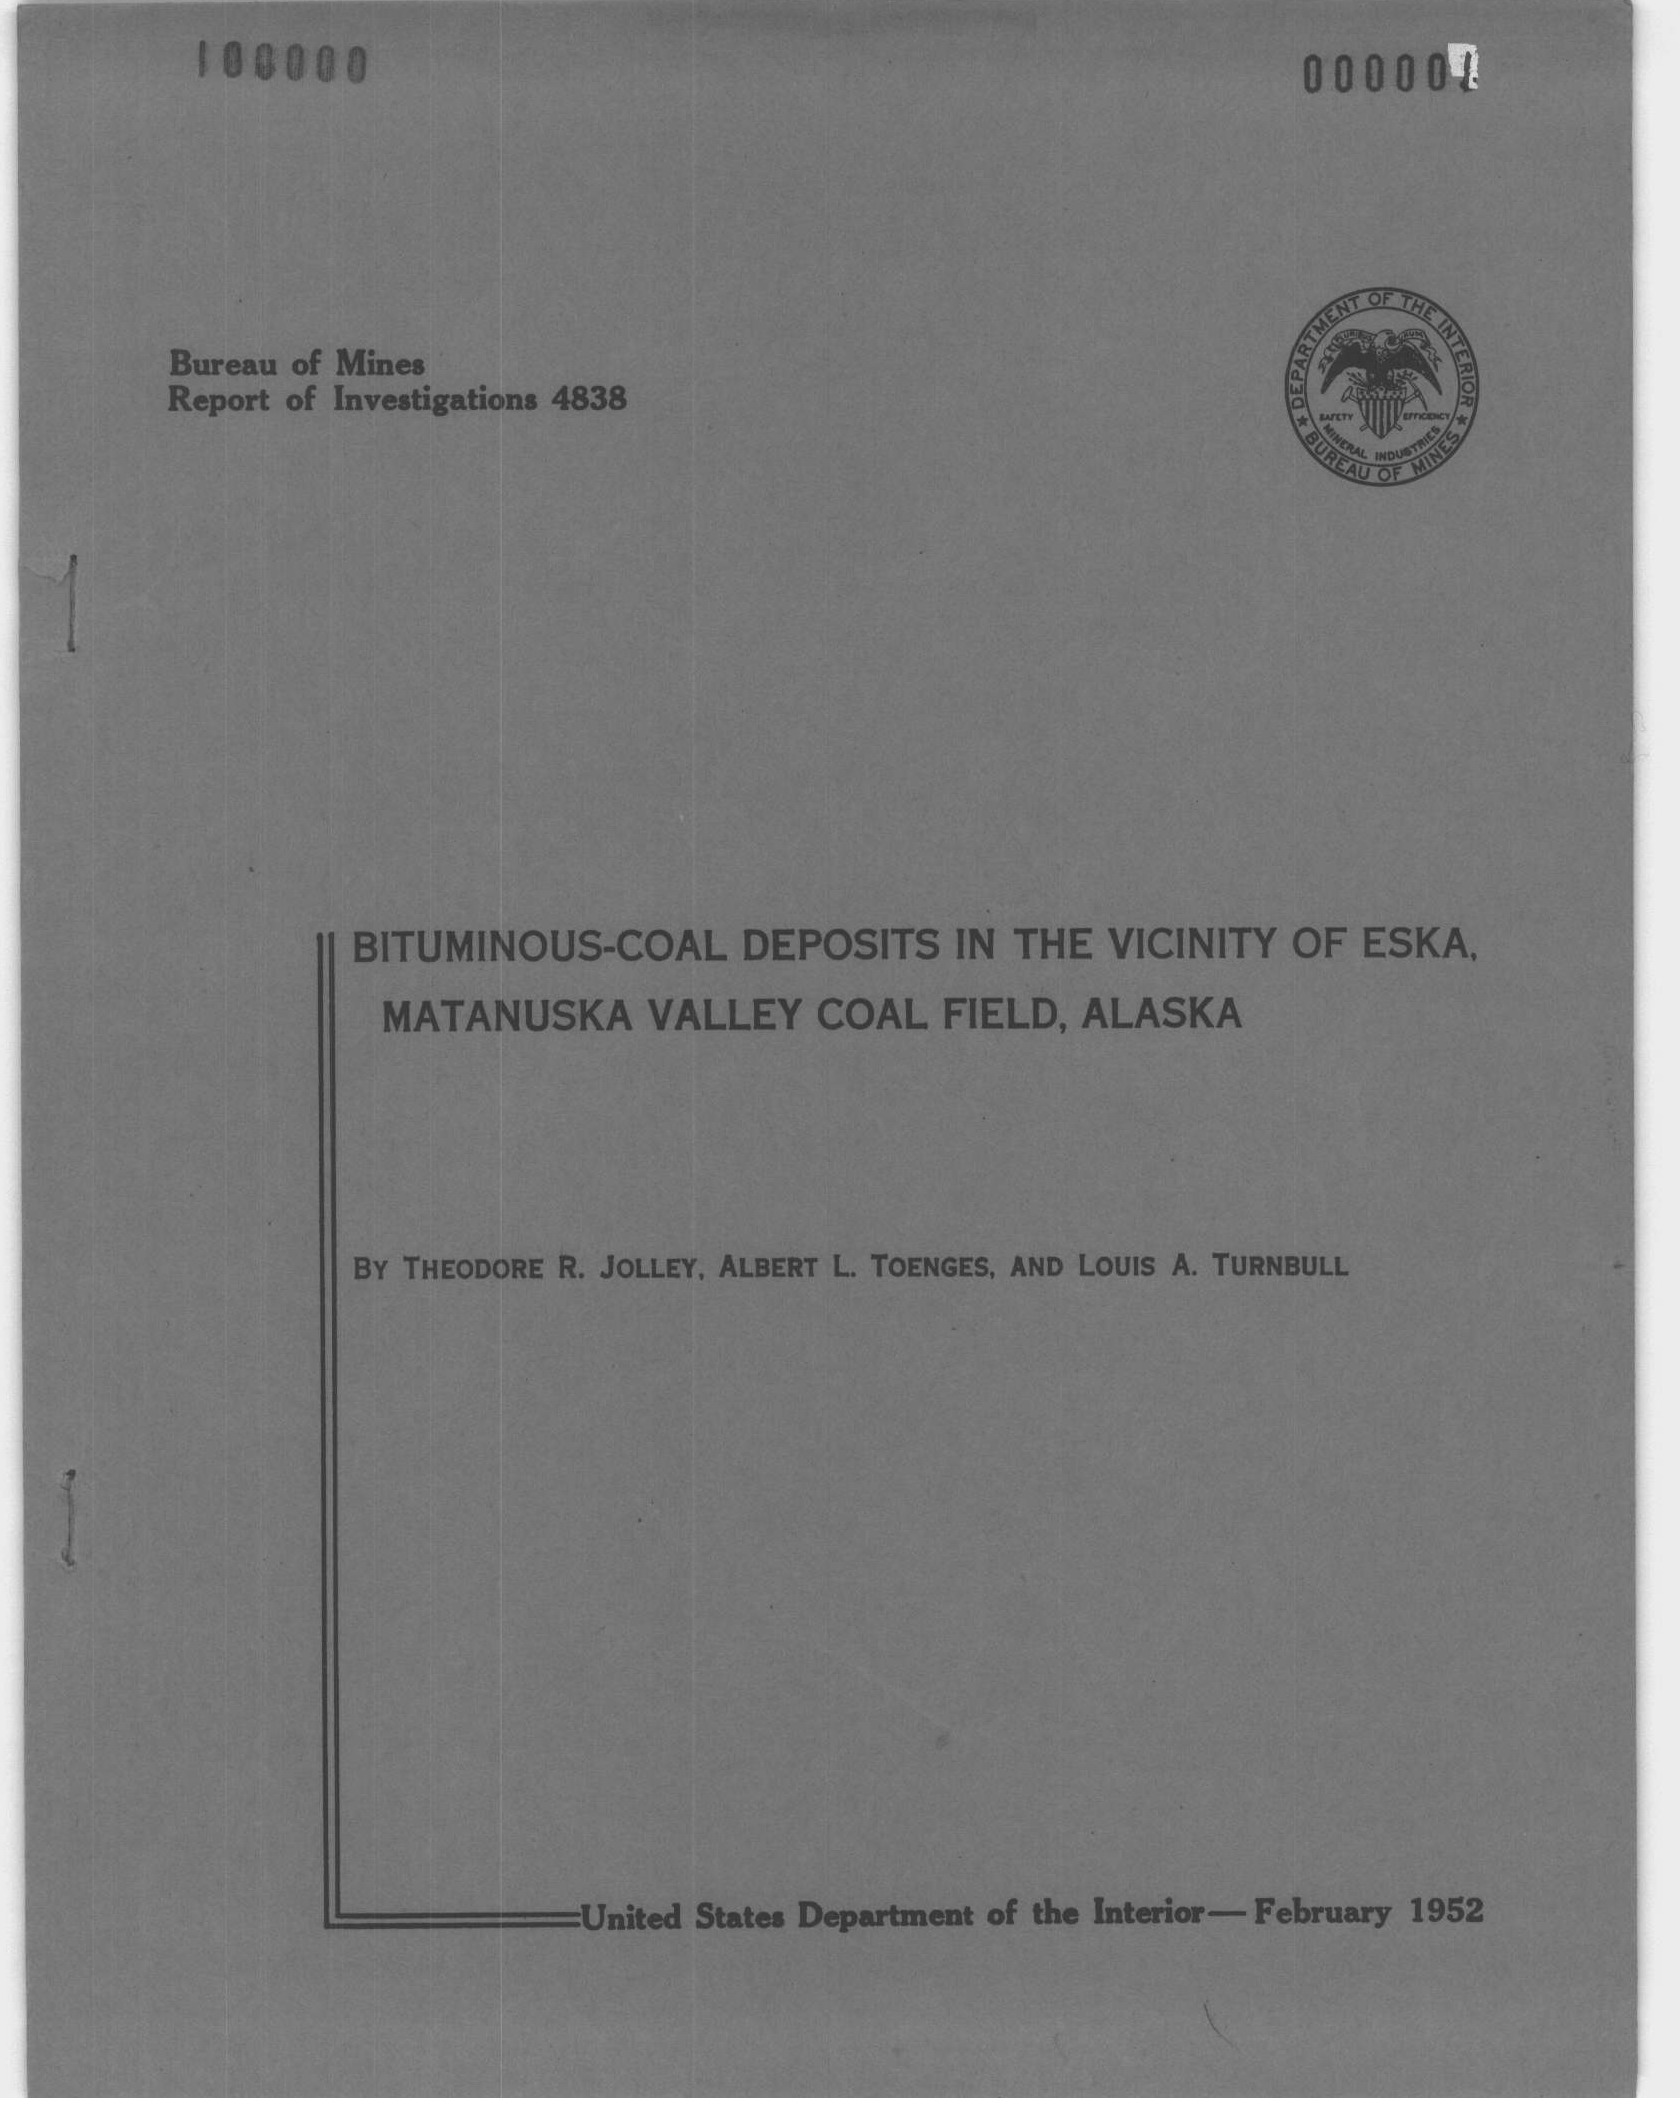 100000
00000
Bureau of Mines
Report of Investigations 4838
DEPARTMENT OF THE INTERIOR
SAFETY EFFICIENCY
MINERAL INDUSTRIES
BUREAU OF MINES
BITUMINOUS-COAL DEPOSITS IN THE VICINITY OF ESKA,
MATANUSKA VALLEY COAL FIELD, ALASKA
BY THEODORE R. JOLLEY, ALBERT L. TOENGES, AND LOUIS A. TURNBULL
United States Department of the Interior—February 1952